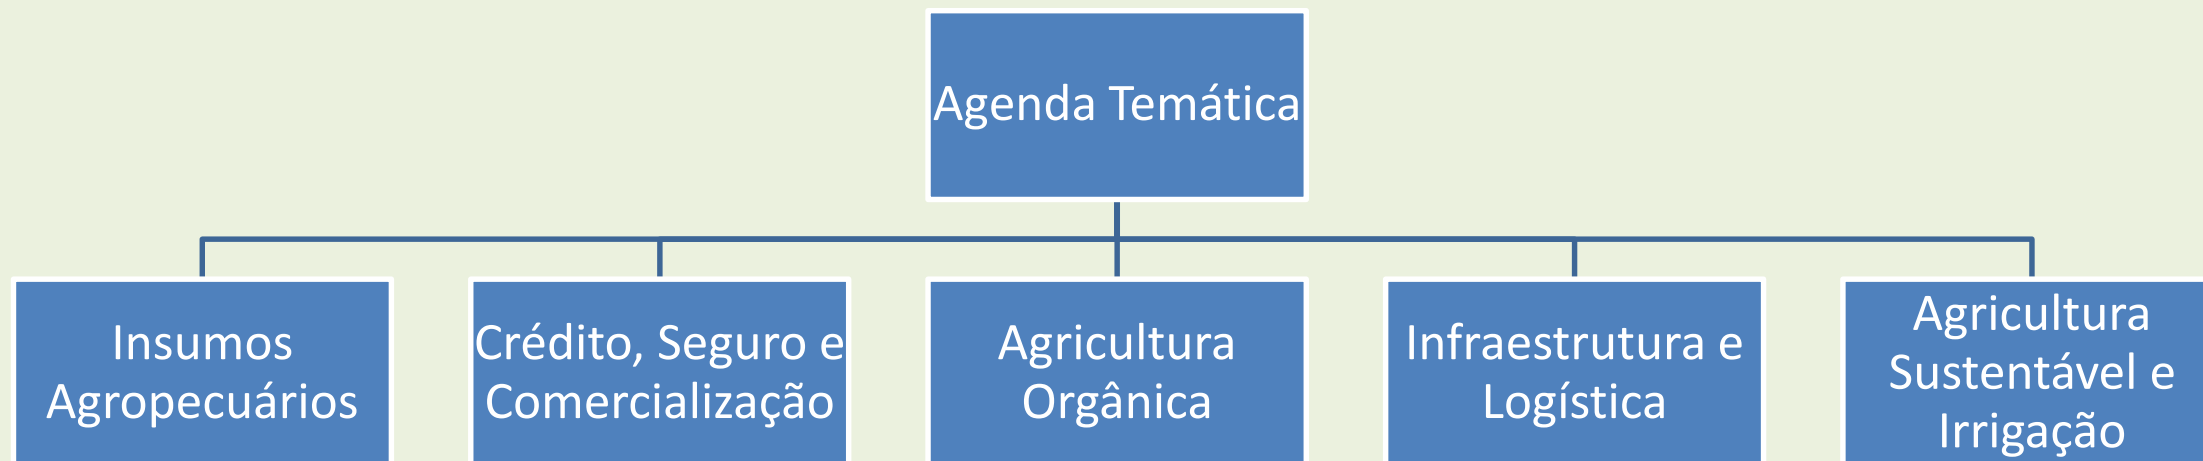 Agenda Temática
Insumos
Agropecuários
Crédito, Seguro e
Comercialização
Agricultura
Orgânica
Infraestrutura e
Logística
Agricultura
Sustentável e
Irrigação